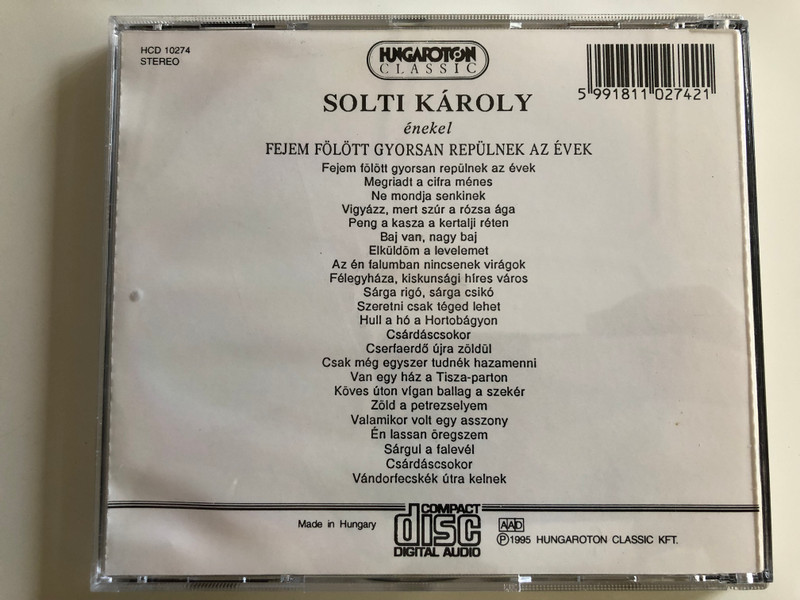 HCD 10274
STEREO
HUNGAROTON
CLASSIC
5 991811 027421
SOLTI KÁROLY
énekel
FEJEM FÖLÖTT GYORSAN REPÜLNEK AZ ÉVEK
Fejem fölött gyorsan repülnek az évek
Megriadt a cifra ménes
Ne mondja senkinek
Vigyázz, mert szúr a rózsa ága
Peng a kasza a kertalji réten
Baj van, nagy baj
Elküldöm a levelemet
Az én falumban nincsenek virágok
Félegyháza, kiskunsági híres város
Sárga rigó, sárga csikó
Szeretni csak téged lehet
Hull a hó a Hortobágyon
Csárdáscsokor
Cserfaerdő újra zöldül
Csak még egyszer tudnék hazamenni
Van egy ház a Tisza-parton
Köves úton vígan ballag a szekér
Zöld a petrezselyem
Valamikor volt egy asszony
Én lassan öregszem
Sárgul a falevél
Csárdáscsokor
Vándorfecskék útra kelnek
Made in Hungary
COMPACT
disc
DIGITAL AUDIO
AAD
Ⓟ1995 HUNGAROTON CLASSIC KFT.